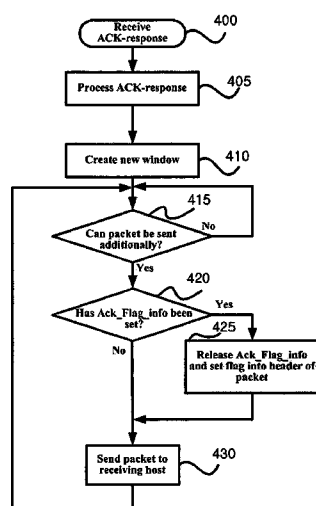 Receive
ACK-response
400
Process ACK-response
405
Create new window
410
415
Can packet be sent
additionally?
No
Yes
420
Has Ack_Flag_info been
set?
Yes
No
425
Release Ack_Flag_info
and set flag into header of
packet
Send packet to
receiving host
430